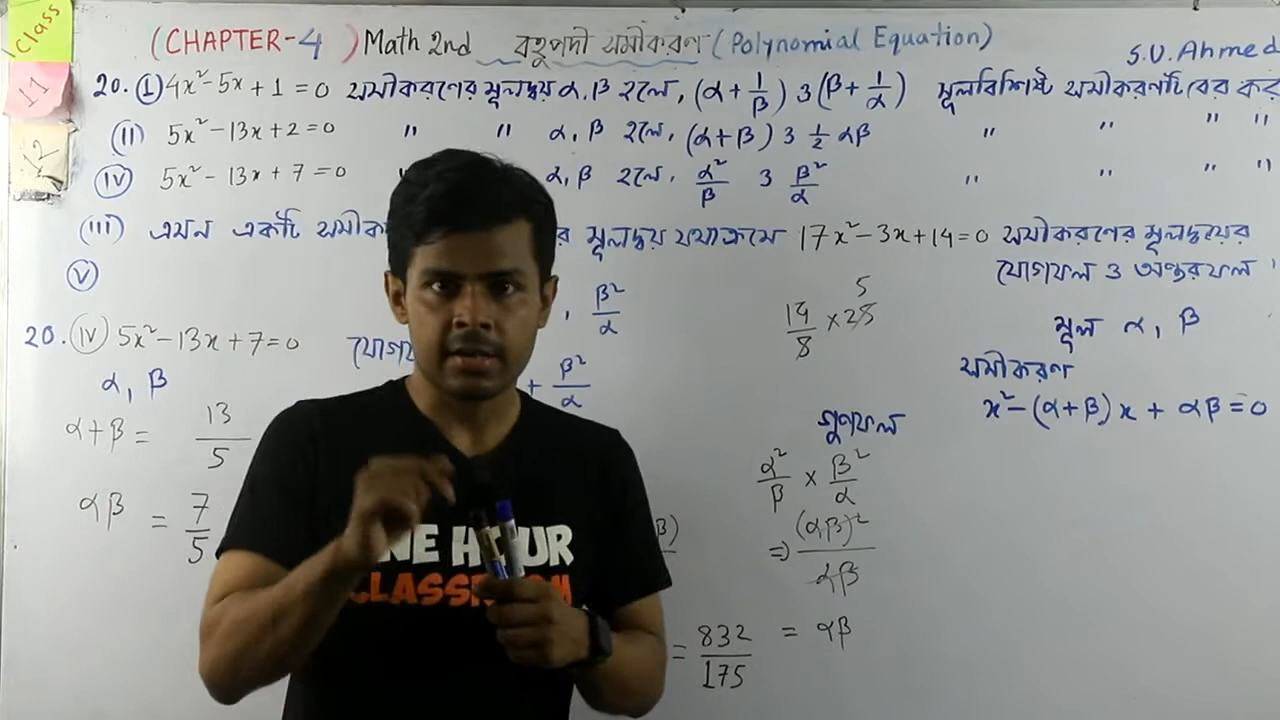 Class
11
12
(CHAPTER-4) Math 2nd বহুপদী সমীকরণ (Polynomial Equation)
S.U. Ahmed
20. (i) 4x² - 5x + 1 = 0 সমীকরণের মূলদ্বয় α, β হলে, (α + 1/β) ও (β + 1/α) মূলবিশিষ্ট সমীকরণটি বের কর
(ii) 5x² - 13x + 2 = 0 " " α, β হলে, (α + β) ও 1/2 αβ " " " "
(iv) 5x² - 13x + 7 = 0 " α, β হলে, α²/β ও β²/α " " " "
(iii) এমন একটি মূলদ্বয় যথাক্রমে 17x² - 3x + 14 = 0 সমীকরণের মূলদ্বয়ের
যোগফল ও অন্তরফল ।
(v)
, β²/α
20. (iv) 5x² - 13x + 7 = 0
α, β
α + β = 13/5
αβ = 7/5
+ β²/α
β)
= 832/175
14/8 × 28 5
গুণফল
α²/β × β²/α
⇒ (αβ)²/αβ
= αβ
মূল α, β
সমীকরণ
x² - (α + β)x + αβ = 0
ONE HOUR
CLASSROOM